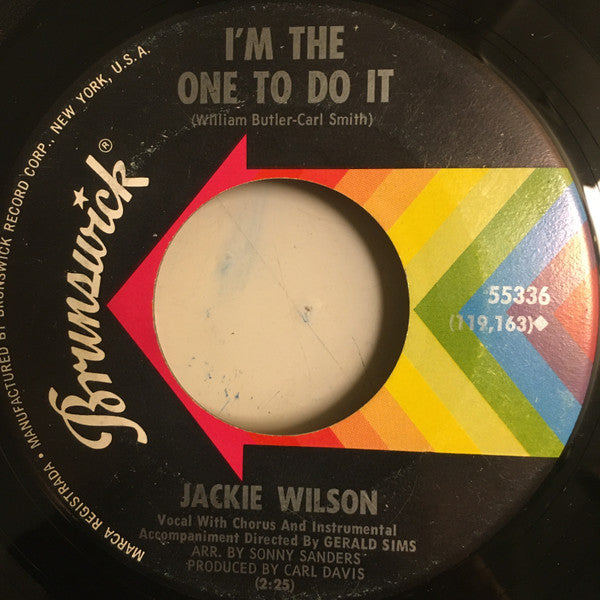 I'M THE
ONE TO DO IT
(William Butler-Carl Smith)
Brunswick®
MARCA REGISTRADA • MANUFACTURED BY BRUNSWICK RECORD CORP., NEW YORK, U.S.A.
55336
(119,163)◆
JACKIE WILSON
Vocal With Chorus And Instrumental
Accompaniment Directed By GERALD SIMS
ARR. BY SONNY SANDERS
PRODUCED BY CARL DAVIS
(2:25)